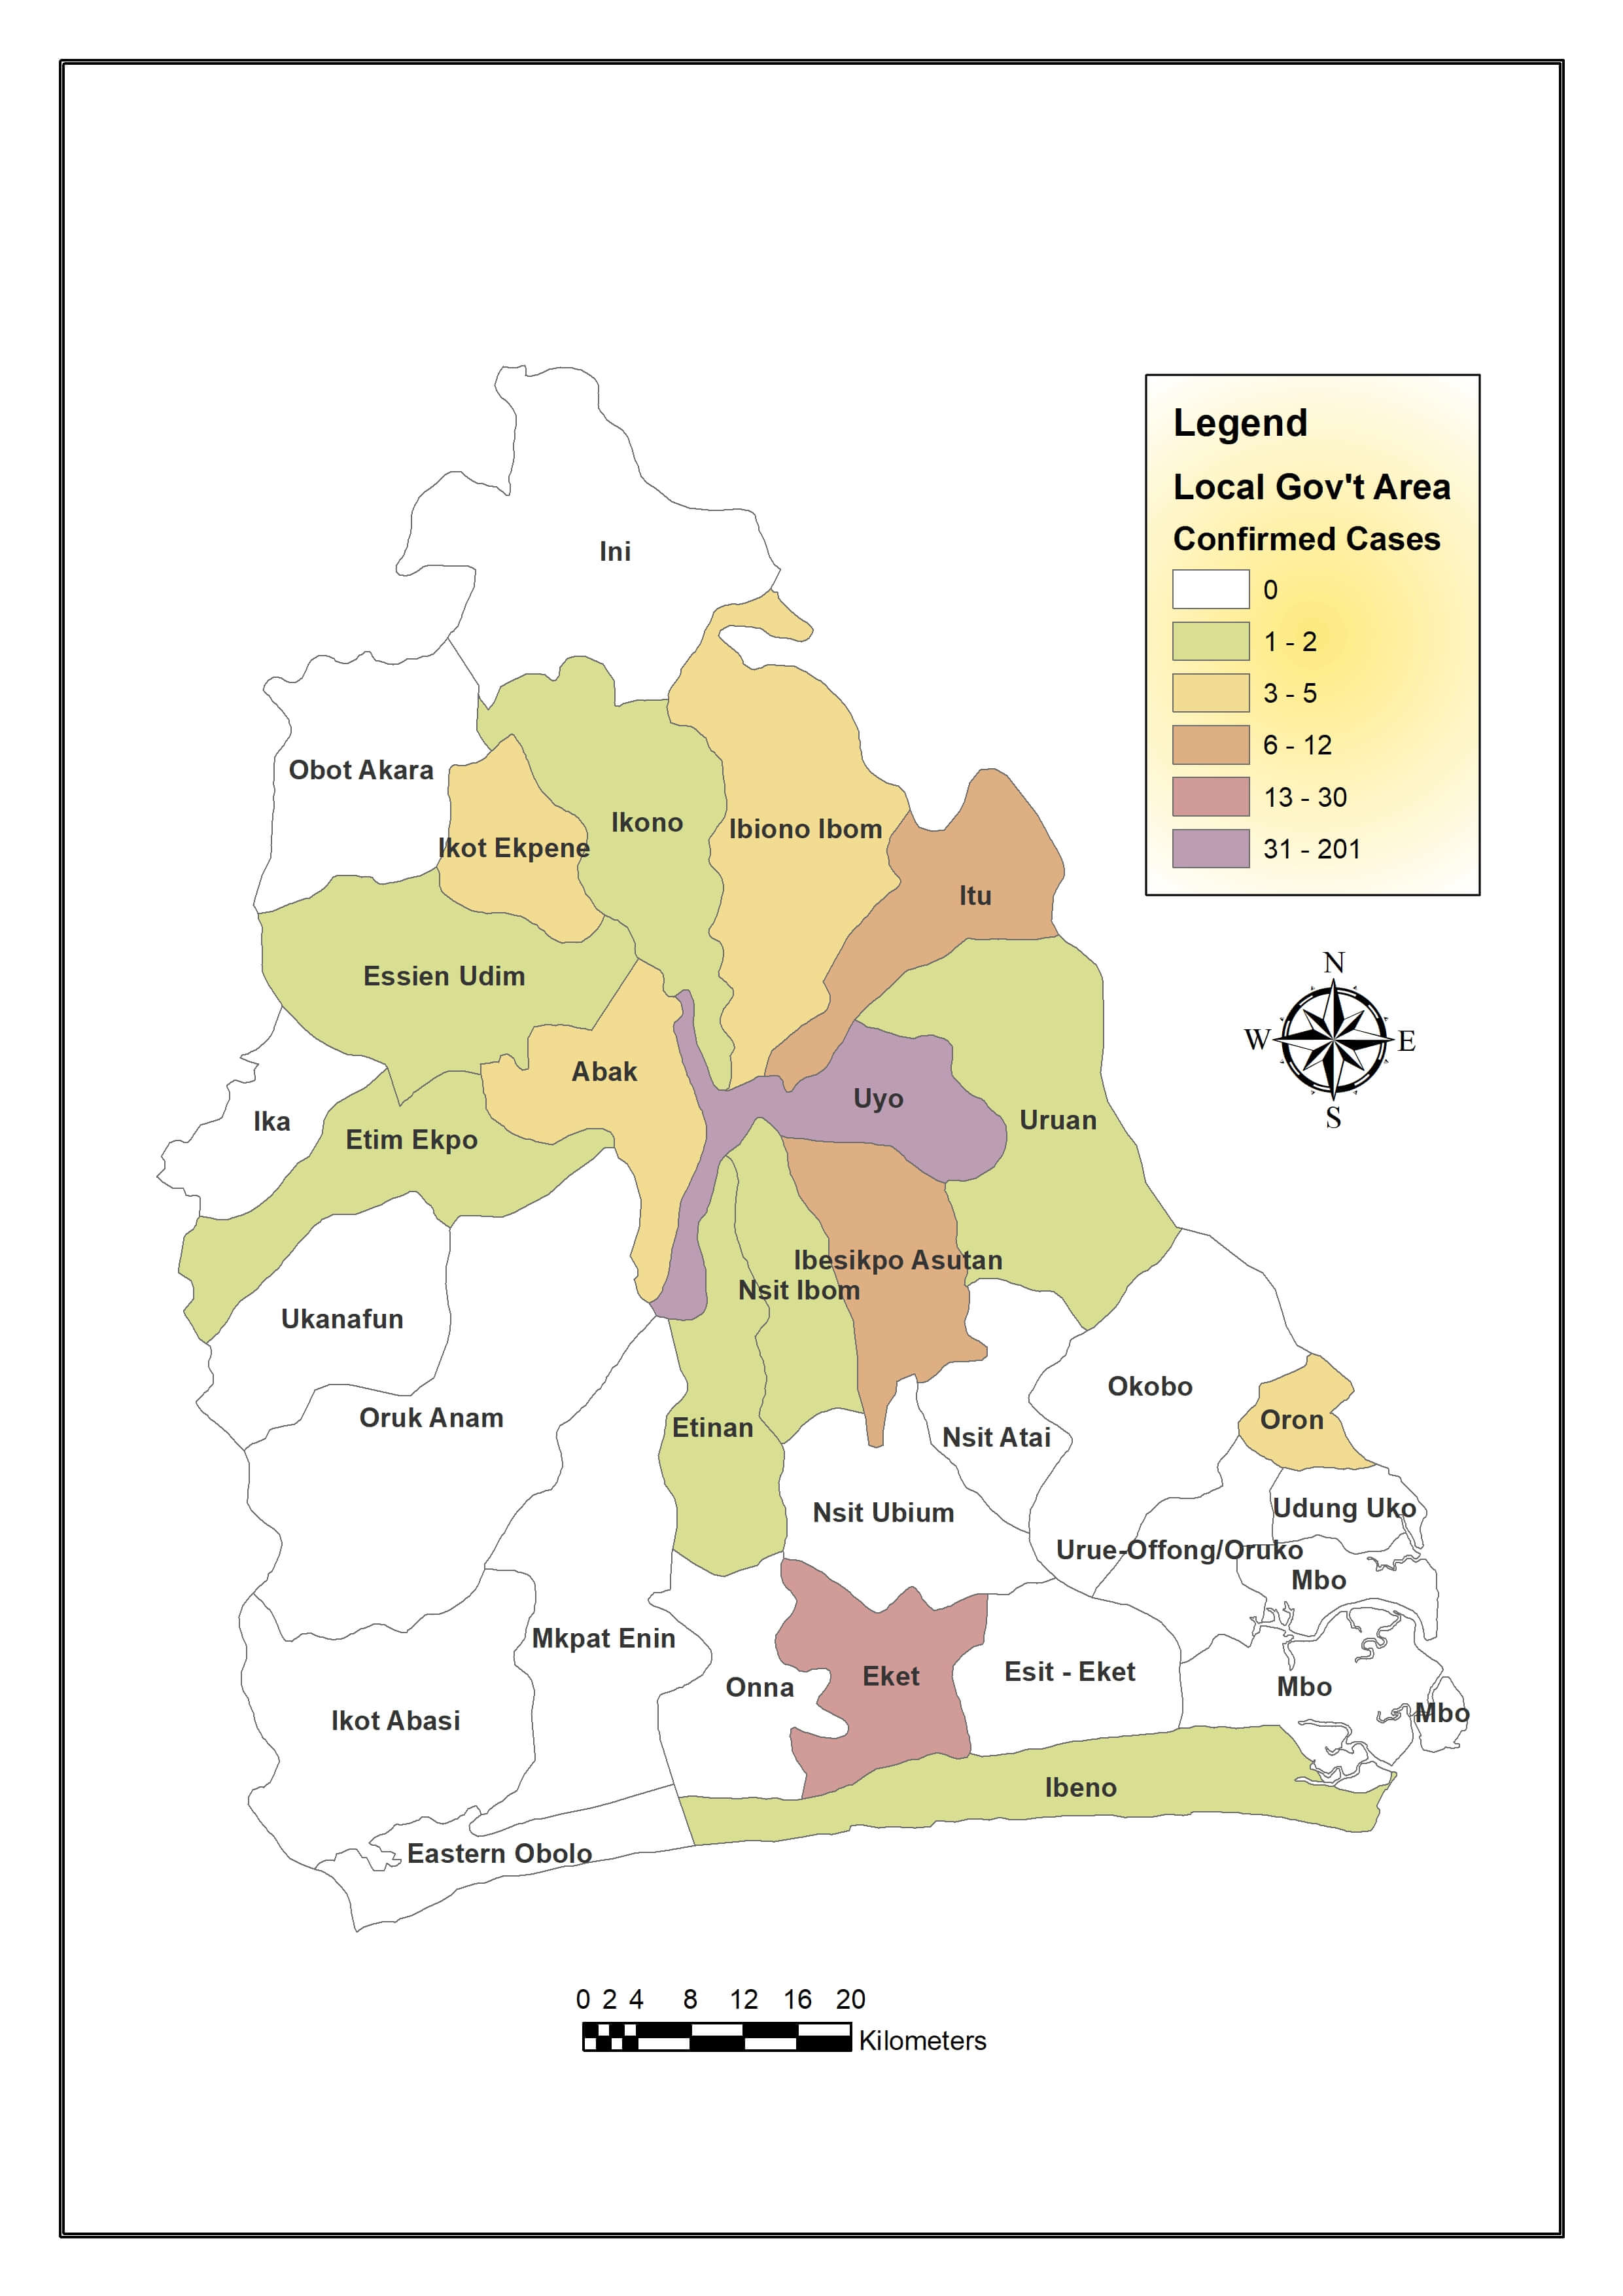 Legend
Local Gov't Area
Confirmed Cases
0
1 - 2
3 - 5
6 - 12
13 - 30
31 - 201
N
W
E
S
Ini
Obot Akara
Ikot Ekpene
Ikono
Ibiono Ibom
Itu
Essien Udim
Abak
Uyo
Uruan
Ika
Etim Ekpo
Ibesikpo Asutan
Nsit Ibom
Ukanafun
Okobo
Oruk Anam
Etinan
Nsit Atai
Oron
Nsit Ubium
Udung Uko
Urue-Offong/Oruko
Mbo
Mkpat Enin
Onna
Eket
Esit - Eket
Mbo
Mbo
Ikot Abasi
Ibeno
Eastern Obolo
0 2 4 8 12 16 20
Kilometers